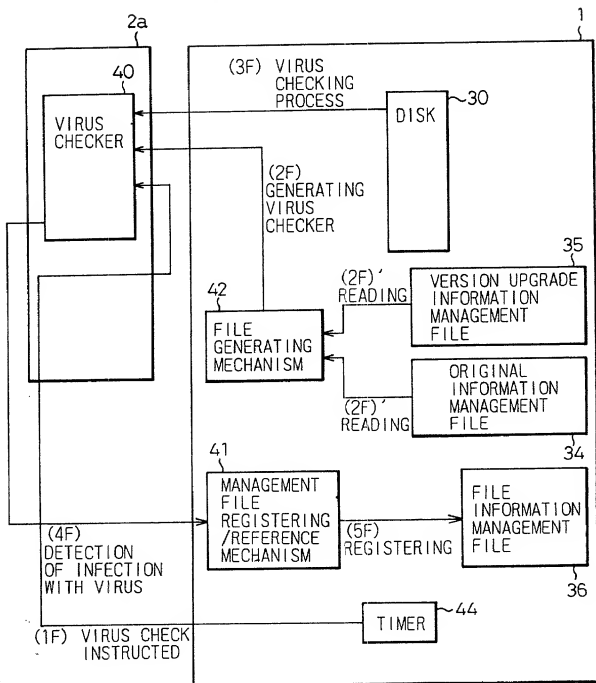 2a
1
40
VIRUS
CHECKER
(3F) VIRUS
CHECKING
PROCESS
30
DISK
(2F)
GENERATING
VIRUS
CHECKER
42
FILE
GENERATING
MECHANISM
(2F)'
READING
35
VERSION UPGRADE
INFORMATION
MANAGEMENT
FILE
(2F)'
READING
ORIGINAL
INFORMATION
MANAGEMENT
FILE
34
41
MANAGEMENT
FILE
REGISTERING
/REFERENCE
MECHANISM
(5F)
REGISTERING
FILE
INFORMATION
MANAGEMENT
FILE
36
(4F)
DETECTION
OF INFECTION
WITH VIRUS
(1F) VIRUS CHECK
INSTRUCTED
TIMER
44